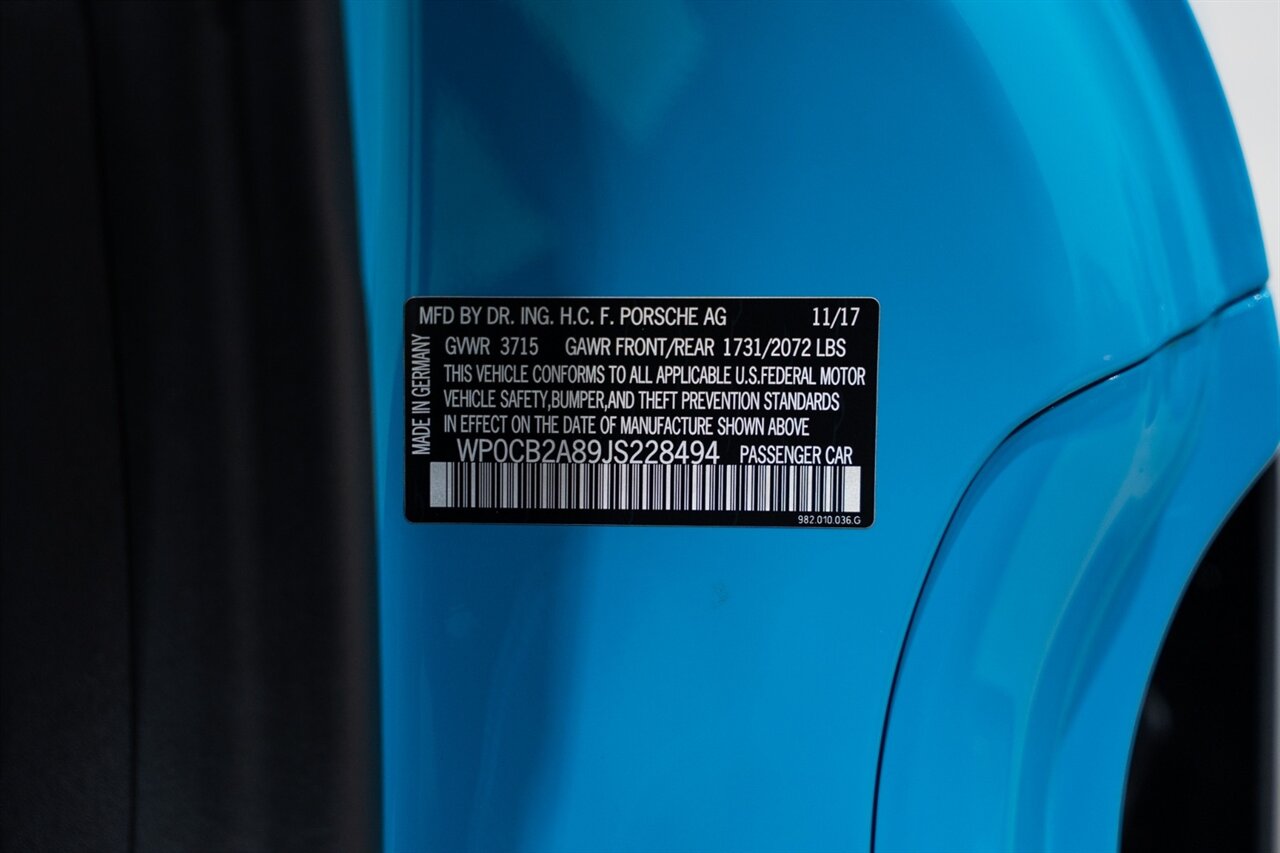 MFD BY DR. ING. H.C. F. PORSCHE AG 11/17
GVWR 3715 GAWR FRONT/REAR 1731/2072 LBS
THIS VEHICLE CONFORMS TO ALL APPLICABLE U.S.FEDERAL MOTOR
VEHICLE SAFETY,BUMPER,AND THEFT PREVENTION STANDARDS
IN EFFECT ON THE DATE OF MANUFACTURE SHOWN ABOVE
WP0CB2A89JS228494 PASSENGER CAR
982.010.036.G
MADE IN GERMANY